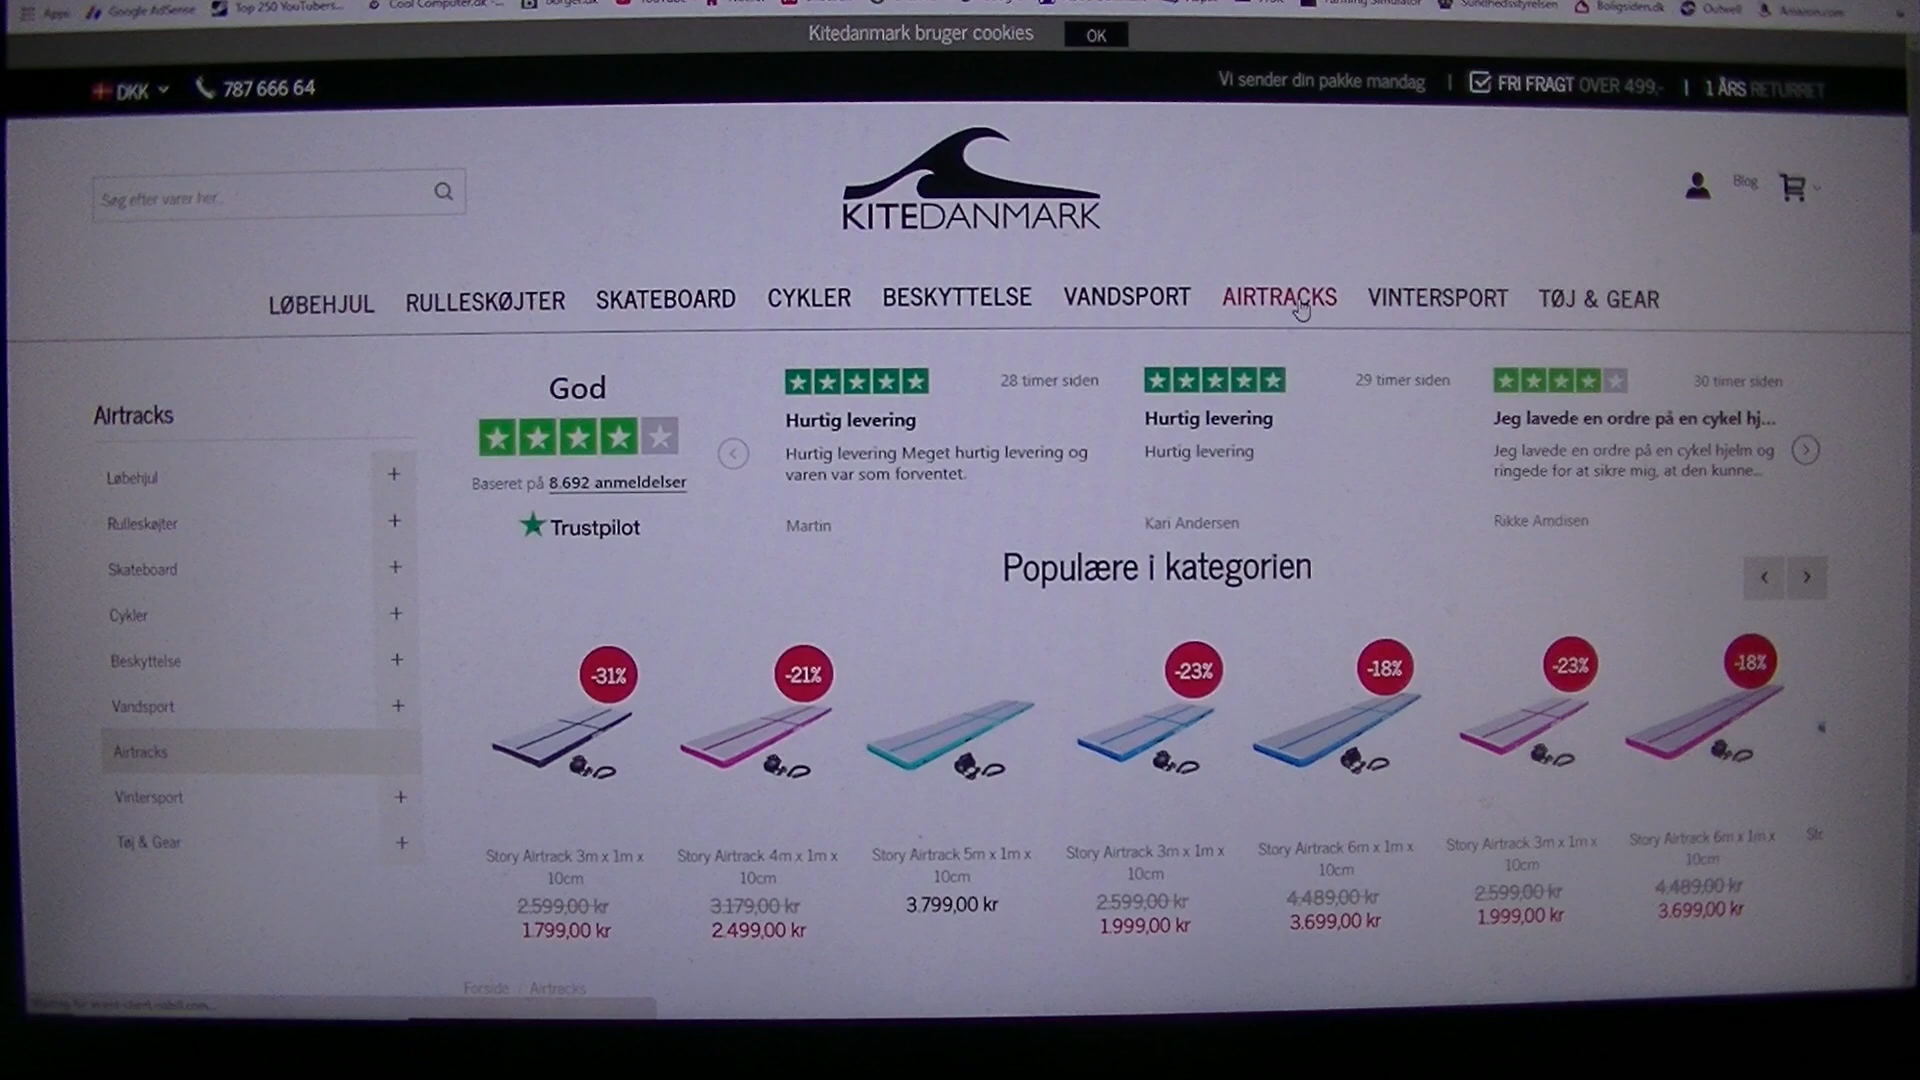 Apps Google AdSense Top 250 YouTubers... Cool Computer.dk -... Sundhedsstyrelsen Boligsiden.dk Outwell Amazon.com
Kitedanmark bruger cookies OK
DKK 787 666 64 Vi sender din pakke mandag | FRI FRAGT OVER 499,- | 1 ÅRS RETURRET
Søg efter varer her..
KITEDANMARK
Blog
LØBEHJUL RULLESKØJTER SKATEBOARD CYKLER BESKYTTELSE VANDSPORT AIRTRACKS VINTERSPORT TØJ & GEAR
Airtracks
Løbehjul +
Rulleskøjter +
Skateboard +
Cykler +
Beskyttelse +
Vandsport +
Airtracks
Vintersport +
Tøj & Gear +
God
Baseret på 8.692 anmeldelser
Trustpilot
28 timer siden
Hurtig levering
Hurtig levering Meget hurtig levering og
varen var som forventet.
Martin
29 timer siden
Hurtig levering
Hurtig levering
Kari Andersen
30 timer siden
Jeg lavede en ordre på en cykel hj...
Jeg lavede en ordre på en cykel hjelm og
ringede for at sikre mig, at den kunne...
Rikke Arndisen
Populære i kategorien
-31% -21% -23% -18% -23% -18%
Story Airtrack 3m x 1m x
10cm
2.599,00 kr
1.799,00 kr
Story Airtrack 4m x 1m x
10cm
3.179,00 kr
2.499,00 kr
Story Airtrack 5m x 1m x
10cm
3.799,00 kr
Story Airtrack 3m x 1m x
10cm
2.599,00 kr
1.999,00 kr
Story Airtrack 6m x 1m x
10cm
4.489,00 kr
3.699,00 kr
Story Airtrack 3m x 1m x
10cm
2.599,00 kr
1.999,00 kr
Story Airtrack 6m x 1m x
10cm
4.489,00 kr
3.699,00 kr
Forside / Airtracks